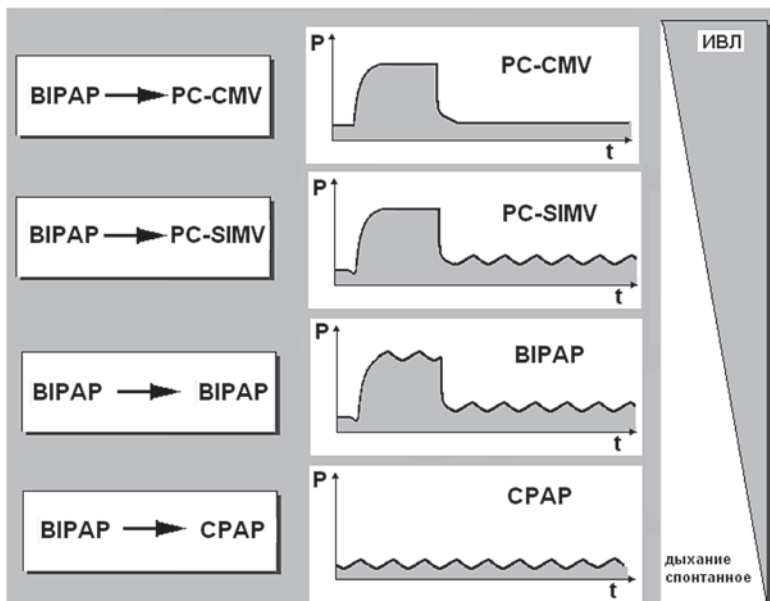 BIPAP PC-CMV
P
PC-CMV
t
ИВЛ
BIPAP PC-SIMV
P
PC-SIMV
t
BIPAP BIPAP
P
BIPAP
t
BIPAP CPAP
P
CPAP
t
дыхание
спонтанное